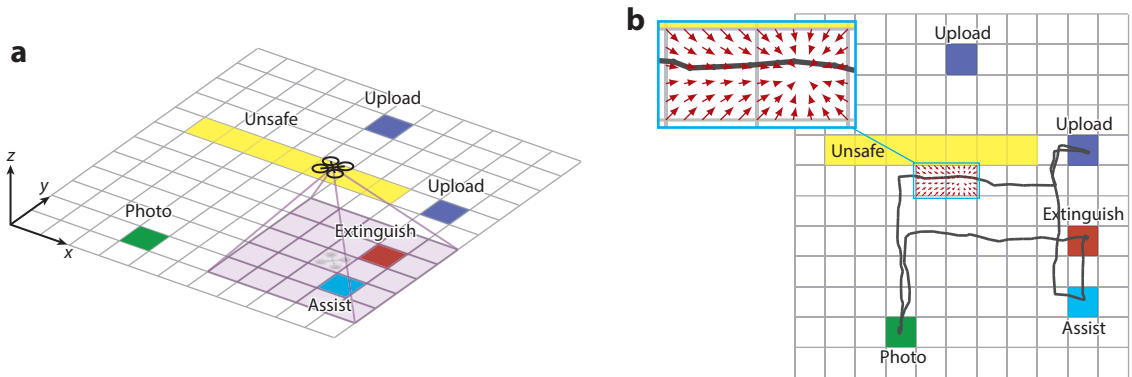 a
Unsafe
Upload
Upload
Photo
Extinguish
Assist
z
y
x
b
Upload
Upload
Unsafe
Extinguish
Assist
Photo